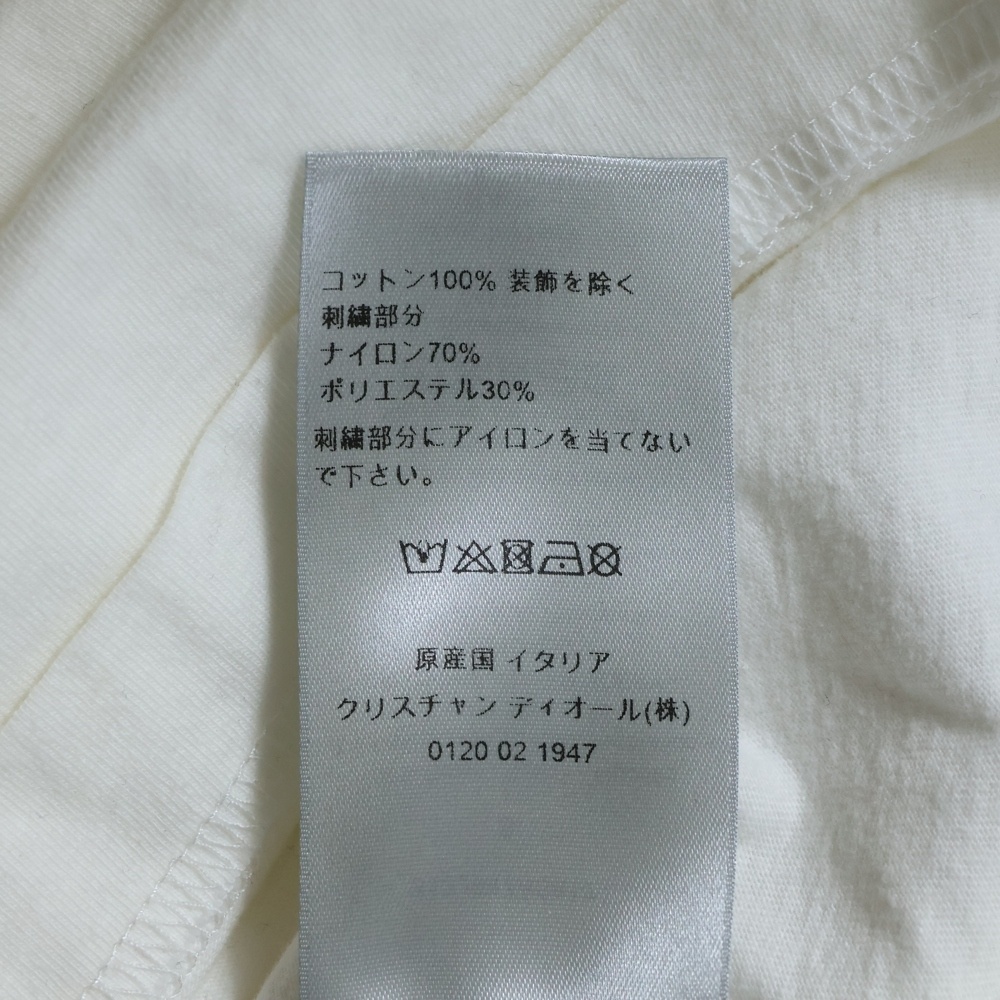 コットン100% 装飾を除く
刺繍部分
ナイロン70%
ポリエステル30%
刺繍部分にアイロンを当てない
で下さい。
原産国 イタリア
クリスチャン ディオール(株)
0120 02 1947